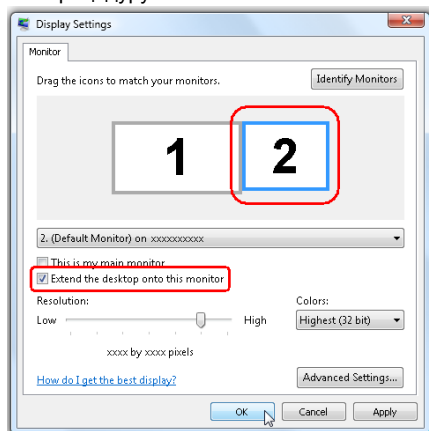 Display Settings
Monitor
Drag the icons to match your monitors.
Identify Monitors
1
2
2. (Default Monitor) on xxxxxxxxxx
This is my main monitor
Extend the desktop onto this monitor
Resolution:
Colors:
Low
High
Highest (32 bit)
xxxx by xxxx pixels
How do I get the best display?
Advanced Settings...
OK
Cancel
Apply